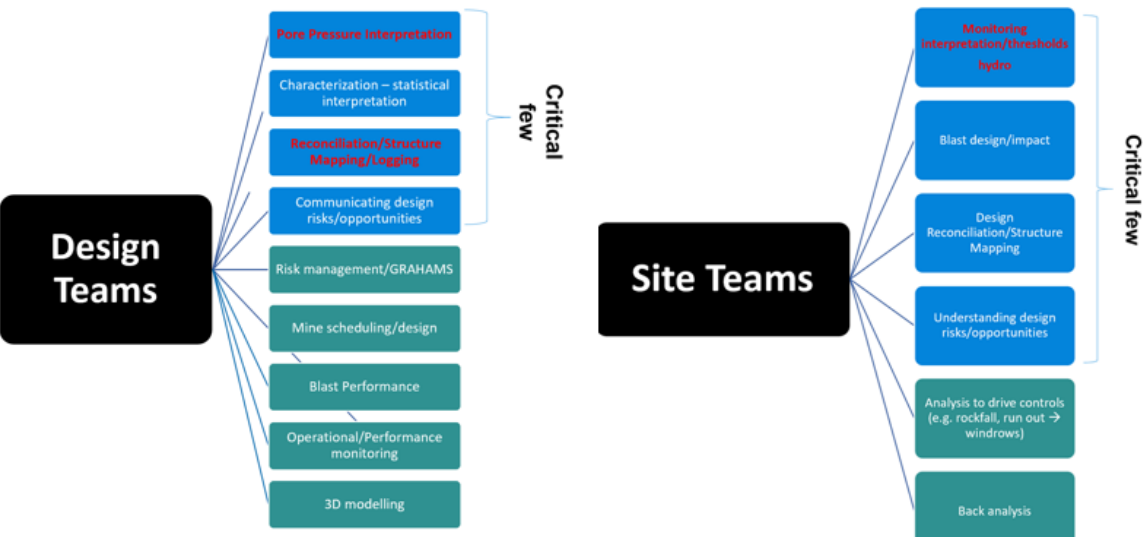 Pore Pressure Interpretation
Characterization – statistical
interpretation
Reconciliation/Structure
Mapping/Logging
Communicating design
risks/opportunities
Critical
few
Design
Teams
Risk management/GRAHAMS
Mine scheduling/design
Blast Performance
Operational/Performance
monitoring
3D modelling
Monitoring
interpretation/thresholds
hydro
Blast design/impact
Design
Reconciliation/Structure
Mapping
Understanding design
risks/opportunities
Critical few
Site Teams
Analysis to drive controls
(e.g. rockfall, run out →
windrows)
Back analysis